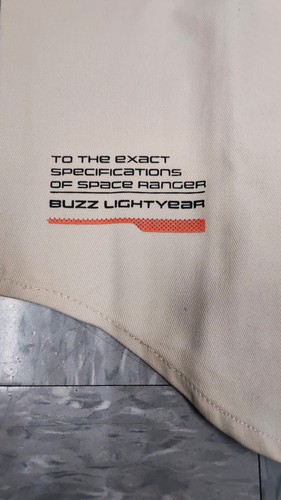 TO THE EXACT
SPECIFICATIONS
OF SPACE RANGER
BUZZ LIGHTYEAR